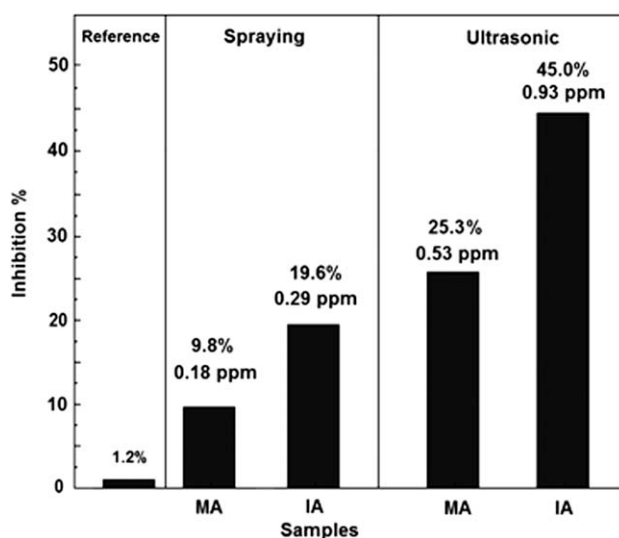 Reference
Spraying
Ultrasonic
Inhibition %
50
40
30
20
10
0
1.2%
9.8%
0.18 ppm
19.6%
0.29 ppm
25.3%
0.53 ppm
45.0%
0.93 ppm
MA
IA
MA
IA
Samples